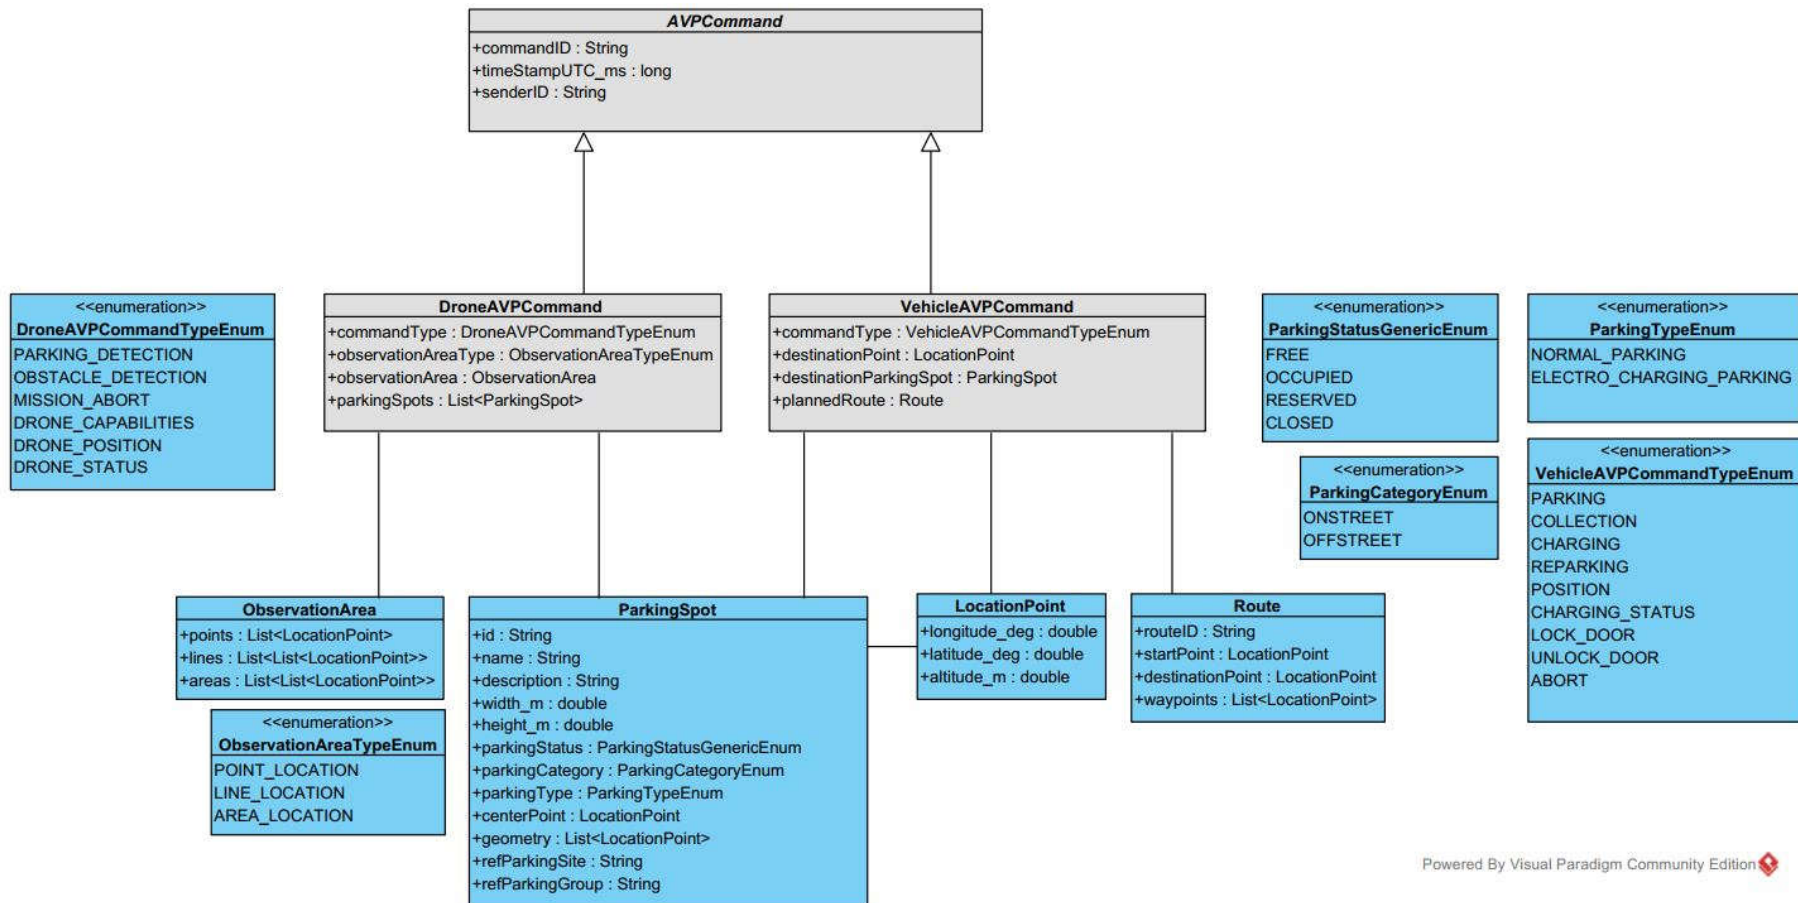 AVPCommand
+commandID : String
+timeStampUTC_ms : long
+senderID : String
<<enumeration>>
DroneAVPCommandTypeEnum
PARKING_DETECTION
OBSTACLE_DETECTION
MISSION_ABORT
DRONE_CAPABILITIES
DRONE_POSITION
DRONE_STATUS
DroneAVPCommand
+commandType : DroneAVPCommandTypeEnum
+observationAreaType : ObservationAreaTypeEnum
+observationArea : ObservationArea
+parkingSpots : List<ParkingSpot>
VehicleAVPCommand
+commandType : VehicleAVPCommandTypeEnum
+destinationPoint : LocationPoint
+destinationParkingSpot : ParkingSpot
+plannedRoute : Route
<<enumeration>>
ParkingStatusGenericEnum
FREE
OCCUPIED
RESERVED
CLOSED
<<enumeration>>
ParkingTypeEnum
NORMAL_PARKING
ELECTRO_CHARGING_PARKING
<<enumeration>>
ParkingCategoryEnum
ONSTREET
OFFSTREET
<<enumeration>>
VehicleAVPCommandTypeEnum
PARKING
COLLECTION
CHARGING
REPARKING
POSITION
CHARGING_STATUS
LOCK_DOOR
UNLOCK_DOOR
ABORT
ObservationArea
+points : List<LocationPoint>
+lines : List<List<LocationPoint>>
+areas : List<List<LocationPoint>>
<<enumeration>>
ObservationAreaTypeEnum
POINT_LOCATION
LINE_LOCATION
AREA_LOCATION
ParkingSpot
+id : String
+name : String
+description : String
+width_m : double
+height_m : double
+parkingStatus : ParkingStatusGenericEnum
+parkingCategory : ParkingCategoryEnum
+parkingType : ParkingTypeEnum
+centerPoint : LocationPoint
+geometry : List<LocationPoint>
+refParkingSite : String
+refParkingGroup : String
LocationPoint
+longitude_deg : double
+latitude_deg : double
+altitude_m : double
Route
+routeID : String
+startPoint : LocationPoint
+destinationPoint : LocationPoint
+waypoints : List<LocationPoint>
Powered By Visual Paradigm Community Edition